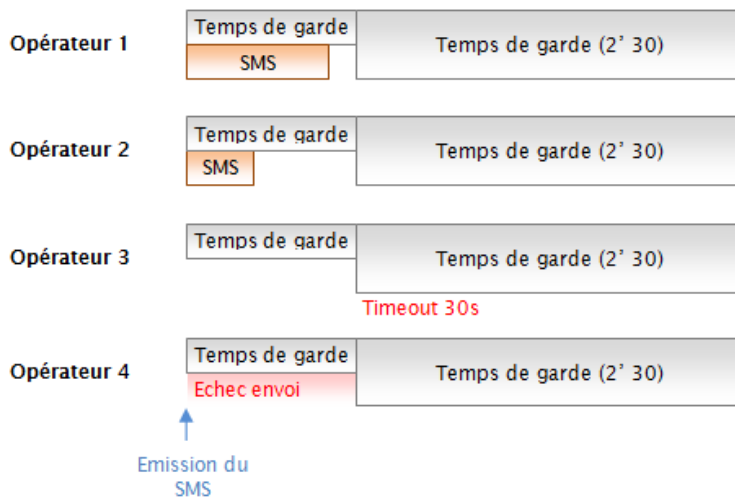 Temps de garde
Opérateur 1
Temps de garde (2' 30)
SMS
Temps de garde
Opérateur 2
Temps de garde (2' 30)
SMS
Temps de garde
Opérateur 3
Temps de garde (2' 30)
Timeout 30s
Temps de garde
Opérateur 4
Temps de garde (2' 30)
Echec envoi
Emission du
SMS